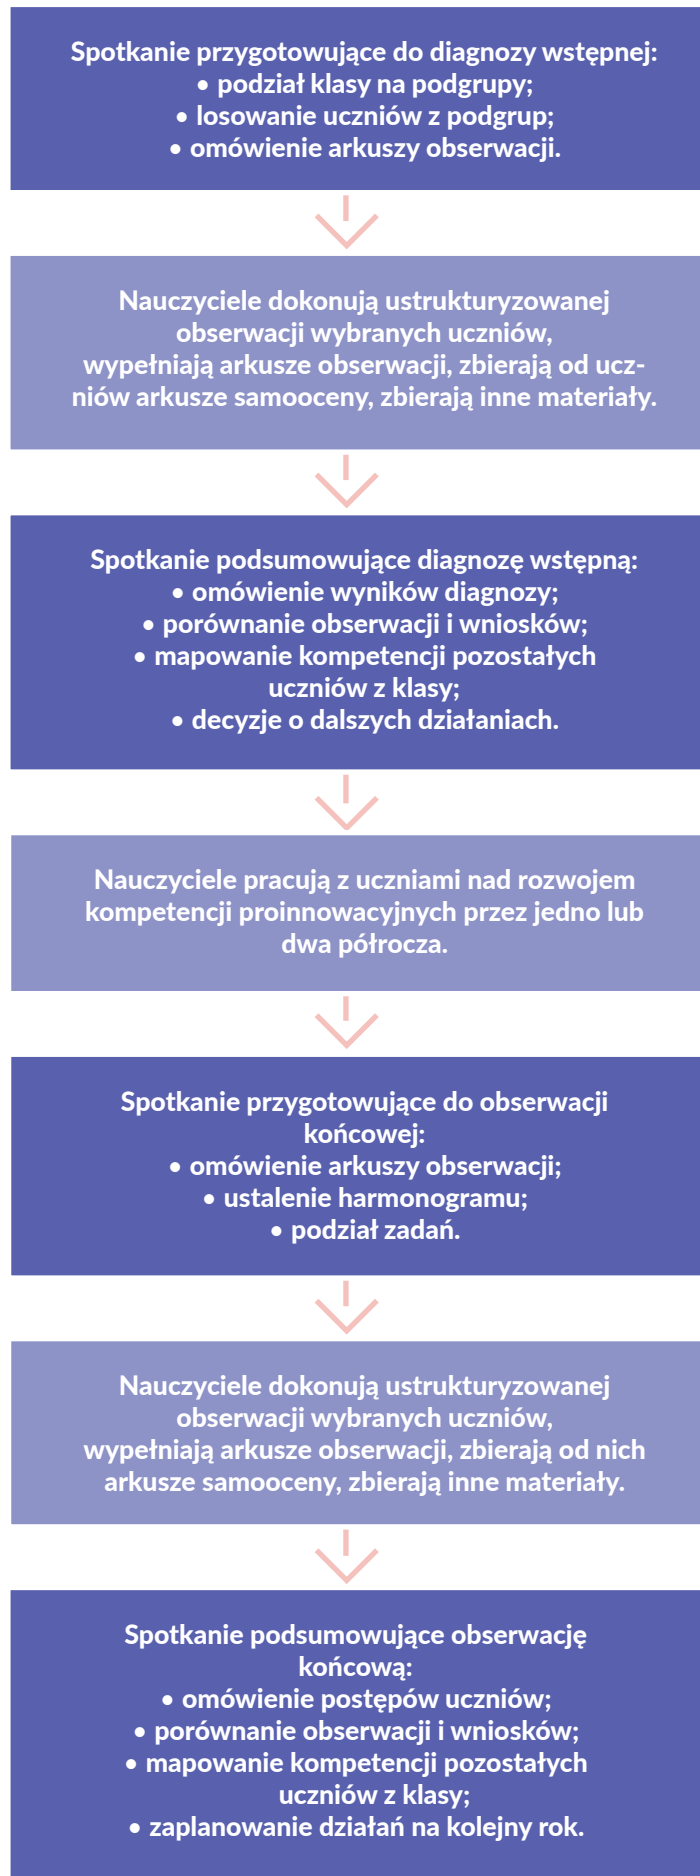 Spotkanie przygotowujące do diagnozy wstępnej:
• podział klasy na podgrupy;
• losowanie uczniów z podgrup;
• omówienie arkuszy obserwacji.
Nauczyciele dokonują ustrukturyzowanej
obserwacji wybranych uczniów,
wypełniają arkusze obserwacji, zbierają od ucz-
niów arkusze samooceny, zbierają inne materiały.
Spotkanie podsumowujące diagnozę wstępną:
• omówienie wyników diagnozy;
• porównanie obserwacji i wniosków;
• mapowanie kompetencji pozostałych
uczniów z klasy;
• decyzje o dalszych działaniach.
Nauczyciele pracują z uczniami nad rozwojem
kompetencji proinnowacyjnych przez jedno lub
dwa półrocza.
Spotkanie przygotowujące do obserwacji
końcowej:
• omówienie arkuszy obserwacji;
• ustalenie harmonogramu;
• podział zadań.
Nauczyciele dokonują ustrukturyzowanej
obserwacji wybranych uczniów,
wypełniają arkusze obserwacji, zbierają od nich
arkusze samooceny, zbierają inne materiały.
Spotkanie podsumowujące obserwację
końcową:
• omówienie postępów uczniów;
• porównanie obserwacji i wniosków;
• mapowanie kompetencji pozostałych
uczniów z klasy;
• zaplanowanie działań na kolejny rok.